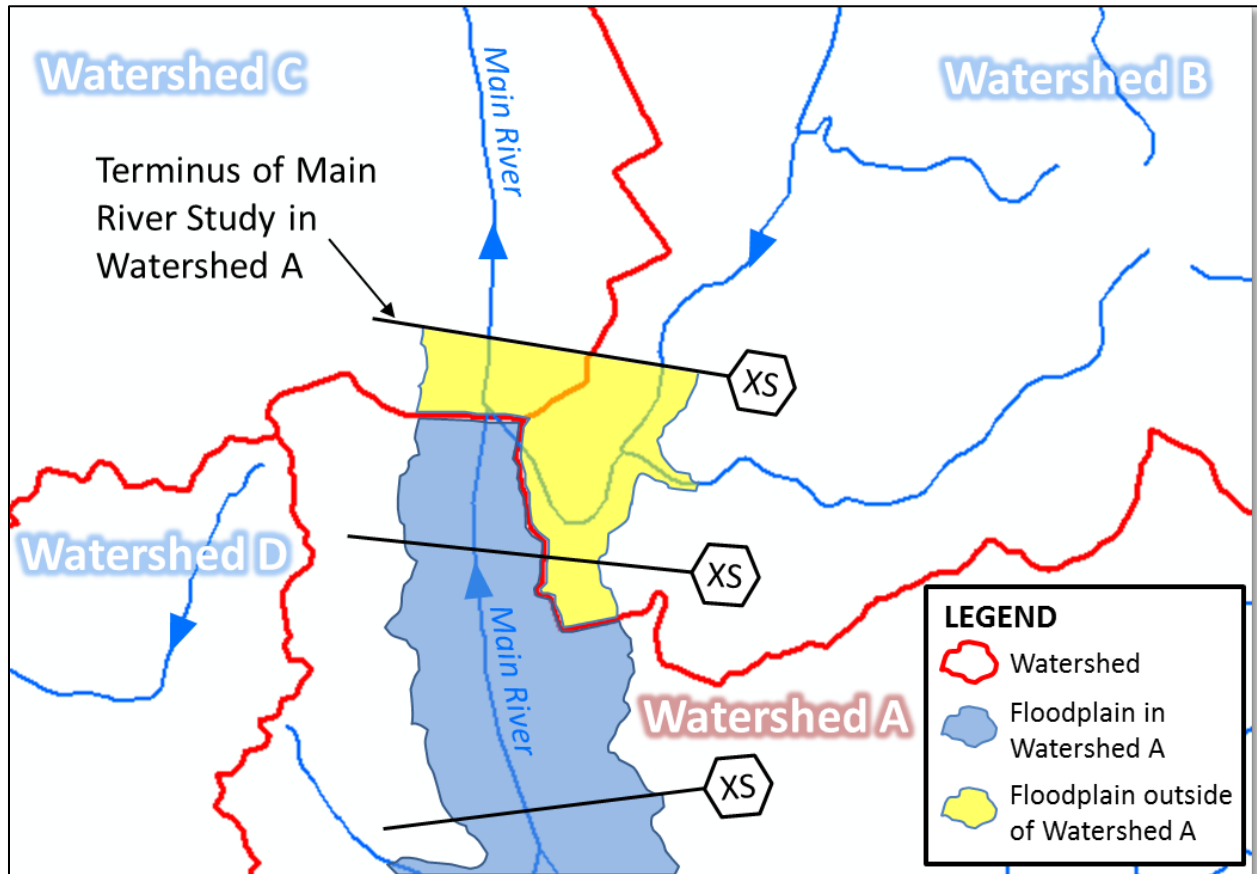 Watershed C
Main River
Watershed B
Terminus of Main
River Study in
Watershed A
XS
Watershed D
XS
Main River
Watershed A
XS
LEGEND
Watershed
Floodplain in
Watershed A
Floodplain outside
of Watershed A